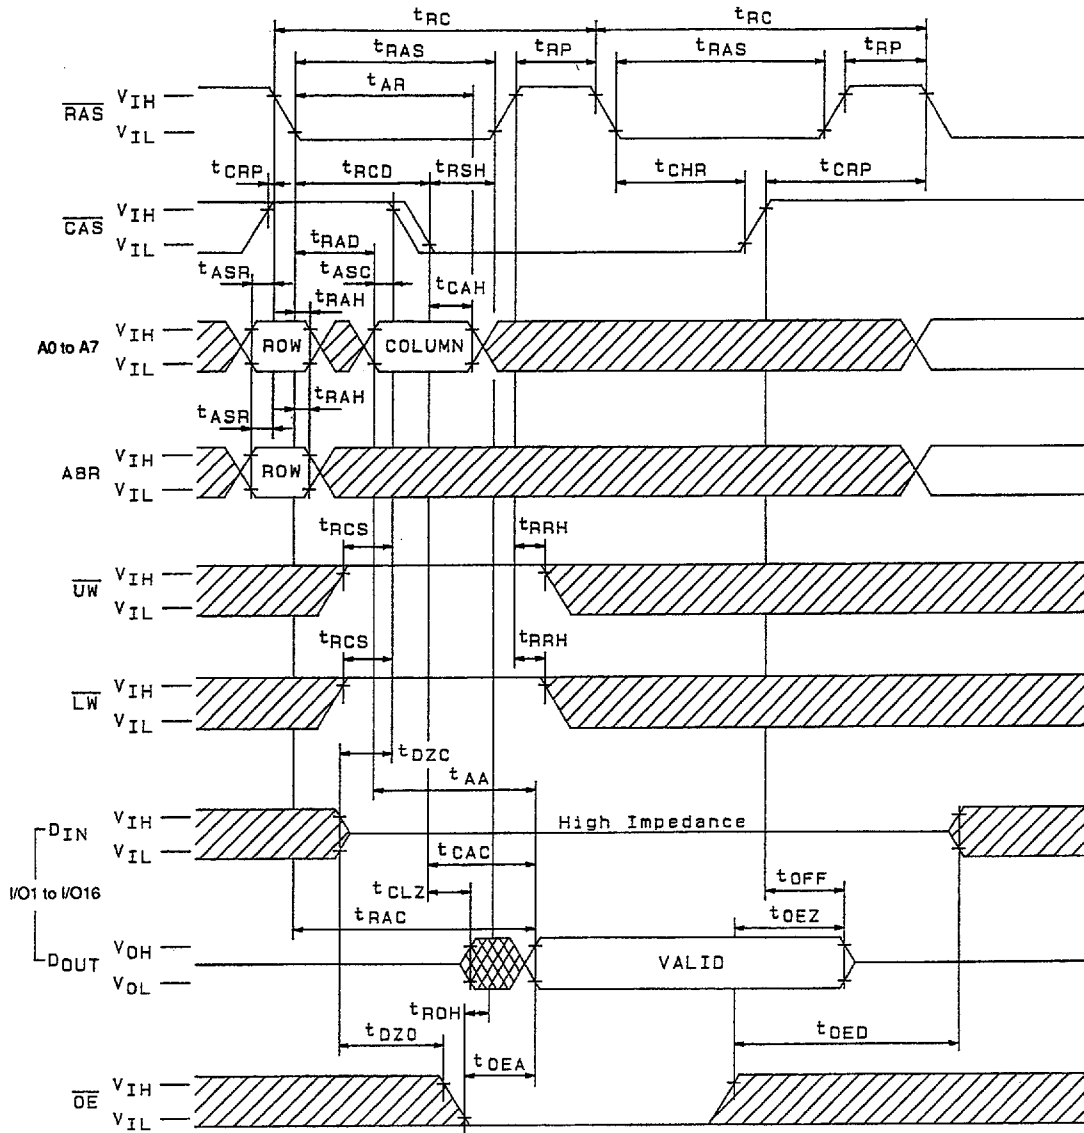 tRC tRC
tRAS tRP tRAS tRP
tAR
RAS VIH
VIL
tCRP tRCD tRSH tCHR tCRP
CAS VIH
VIL
tRAD
tASR tASC
tRAH tCAH
A0 to A7 VIH
VIL
ROW COLUMN
tASR tRAH
A8R VIH
VIL
ROW
tRCS tRRH
UW VIH
VIL
tRCS tRRH
LW VIH
VIL
tDZC
tAA
DIN VIH
VIL
High Impedance
tCAC
I/O1 to I/O16
tCLZ tOFF
tRAC tOEZ
DOUT VOH
VOL
VALID
tROH
tDZO tOED
tOEA
OE VIH
VIL